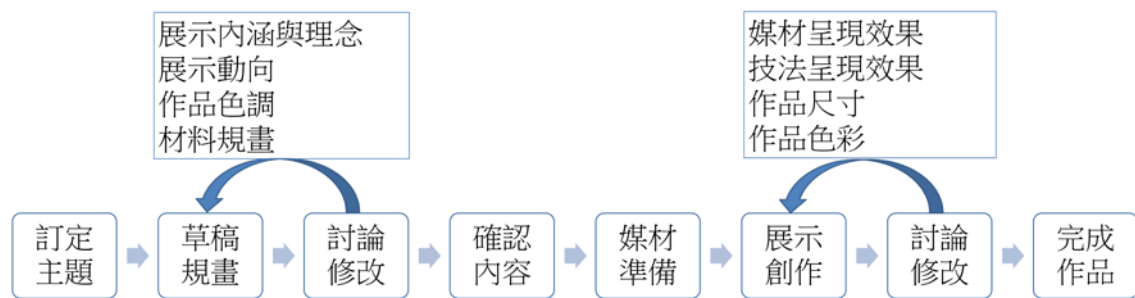 展示內涵與理念
展示動向
作品色調
材料規畫
媒材呈現效果
技法呈現效果
作品尺寸
作品色彩
訂定
主題
草稿
規畫
討論
修改
確認
內容
媒材
準備
展示
創作
討論
修改
完成
作品